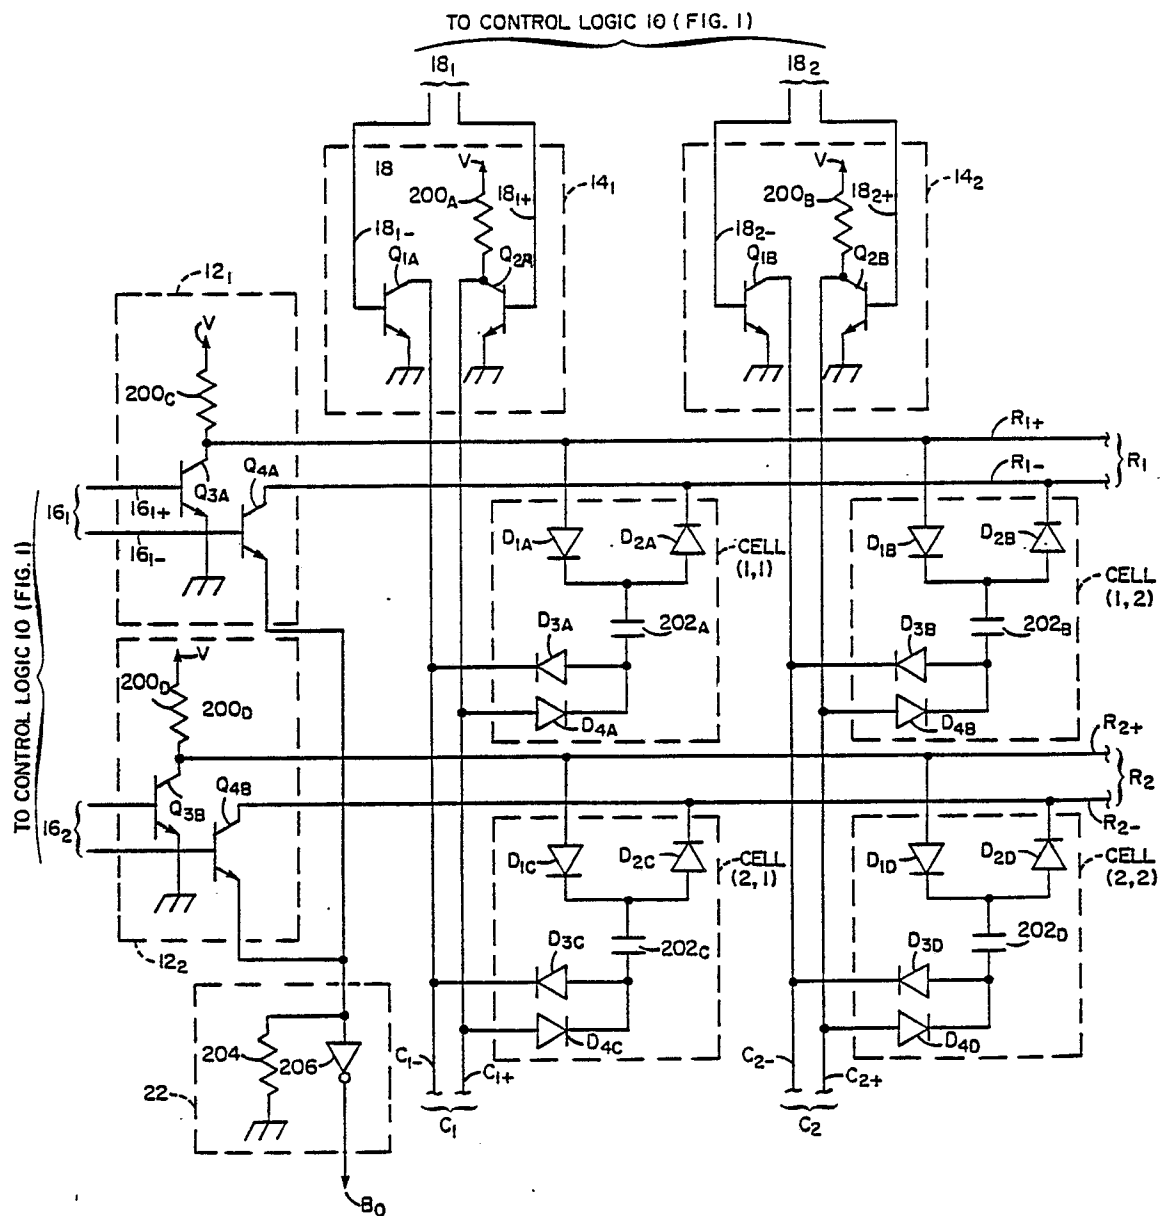 TO CONTROL LOGIC 10 (FIG. 1)
18₁
18₂
18
V
200A
18₁₊
14₁
V
200B
18₂₊
14₂
18₁₋
Q1A
Q2A
18₂₋
Q1B
Q2B
12₁
V
200C
R₁₊
R₁
R₁₋
Q4A
Q3A
16₁
16₁₊
16₁₋
D1A
D2A
CELL
(1,1)
D1B
D2B
CELL
(1,2)
TO CONTROL LOGIC 10 (FIG. 1)
D3A
202A
D3B
202B
V
200D
200D
D4A
D4B
R₂₊
R₂
R₂₋
Q3B
Q4B
16₂
D1C
D2C
CELL
(2,1)
D1D
D2D
CELL
(2,2)
12₂
D3C
202C
D3D
202D
204
206
D4C
D4D
22
C₁₋
C₁₊
C₂₋
C₂₊
C₁
C₂
B₀